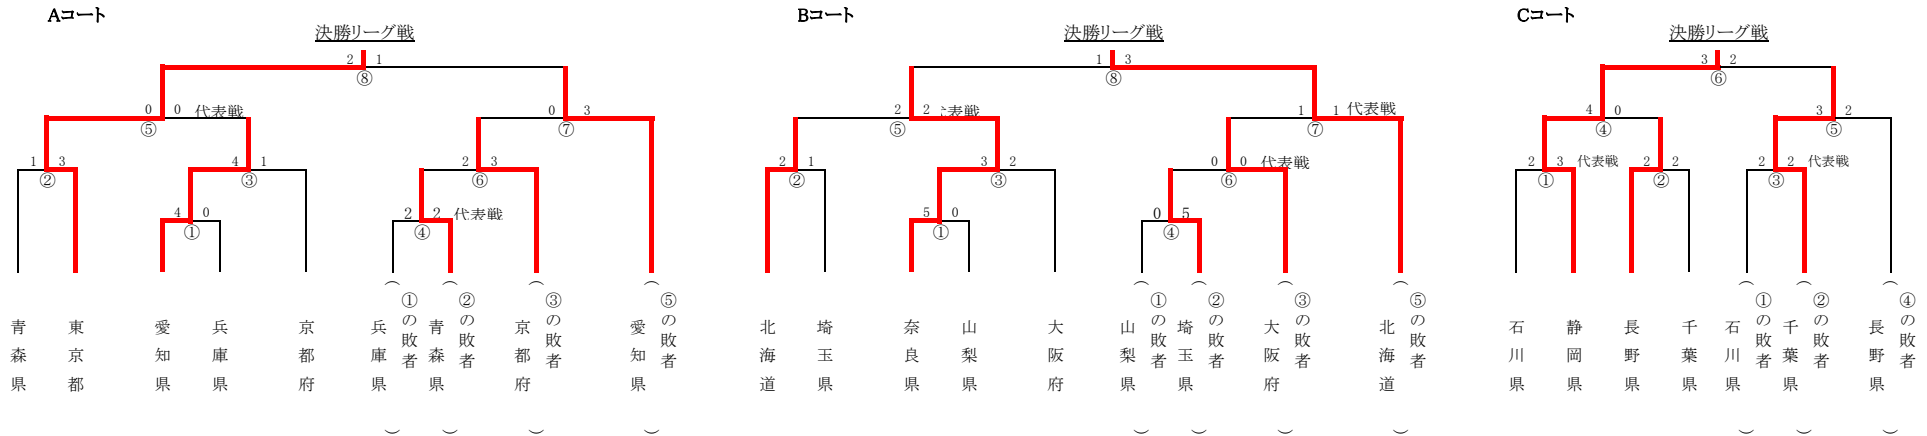 Aコート
決勝リーグ戦
2 1
⑧
0 0 代表戦
⑤
0 3
⑦
1 3
②
4 1
③
2 3
⑥
4 0
①
2 2 代表戦
④
青森県
東京都
愛知県
兵庫県
京都府
(①の敗者 兵庫県)
(②の敗者 青森県)
(③の敗者 京都府)
(⑤の敗者 愛知県)
Bコート
決勝リーグ戦
1 3
⑧
2 2 代表戦
⑤
1 1 代表戦
⑦
2 1
②
3 2
③
0 0 代表戦
⑥
5 0
①
0 5
④
北海道
埼玉県
奈良県
山梨県
大阪府
(①の敗者 山梨県)
(②の敗者 埼玉県)
(③の敗者 大阪府)
(⑤の敗者 北海道)
Cコート
決勝リーグ戦
3 2
⑥
4 0
④
3 2
⑤
2 3 代表戦
①
2 2
②
2 2 代表戦
③
石川県
静岡県
長野県
千葉県
(①の敗者 石川県)
(②の敗者 千葉県)
(④の敗者 長野県)